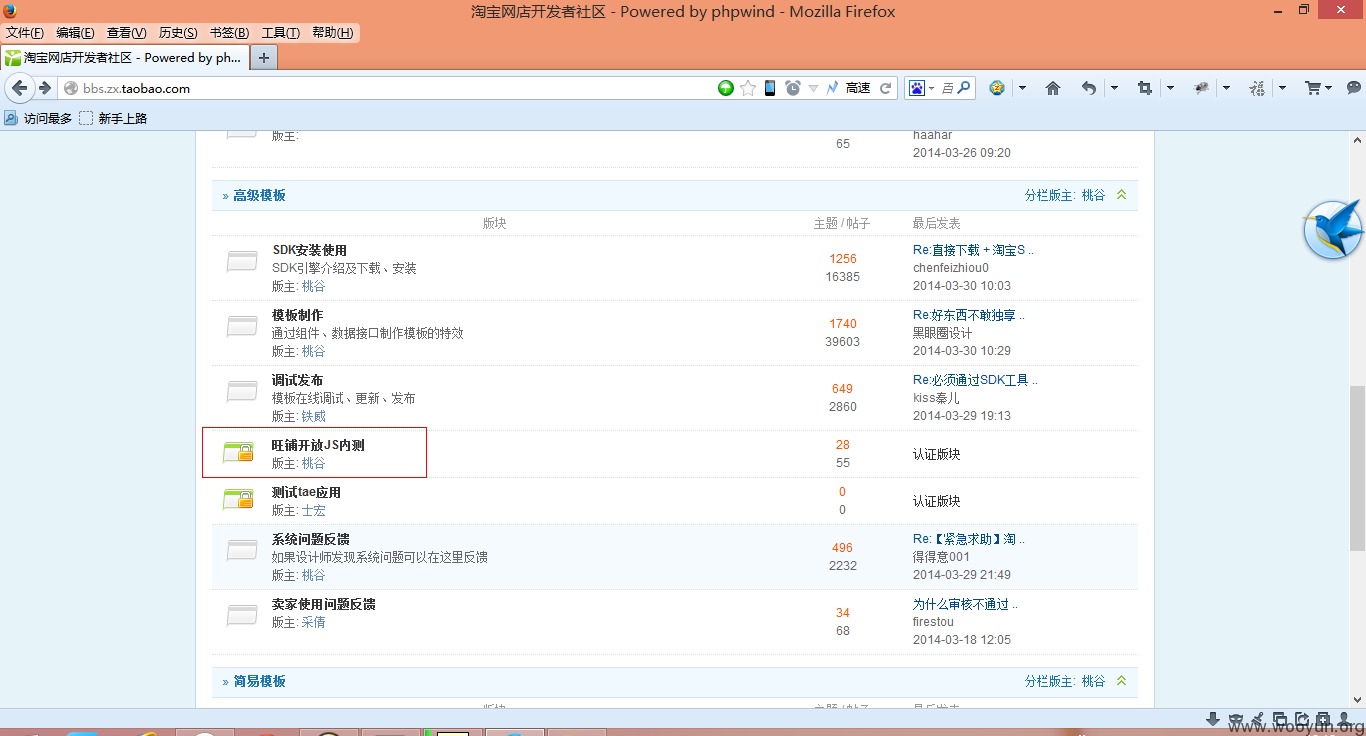 淘宝网店开发者社区 - Powered by phpwind - Mozilla Firefox
文件(F) 编辑(E) 查看(V) 历史(S) 书签(B) 工具(T) 帮助(H)
淘宝网店开发者社区 - Powered by ph...
bbs.zx.taobao.com 高速 百
访问最多 新手上路
版主:
65
haahar
2014-03-26 09:20
» 高级模板 分栏版主: 桃谷
版块 主题 / 帖子 最后发表
SDK安装使用
SDK引擎介绍及下载、安装
版主: 桃谷
1256
16385
Re:直接下载 + 淘宝S ..
chenfeizhiou0
2014-03-30 10:03
模板制作
通过组件、数据接口制作模板的特效
版主: 桃谷
1740
39603
Re:好东西不敢独享 ..
黑眼圈设计
2014-03-30 10:29
调试发布
模板在线调试、更新、发布
版主: 铁威
649
2860
Re:必须通过SDK工具 ..
kiss秦儿
2014-03-29 19:13
旺铺开放JS内测
版主: 桃谷
28
55
认证版块
测试tae应用
版主: 士宏
0
0
认证版块
系统问题反馈
如果设计师发现系统问题可以在这里反馈
版主: 桃谷
496
2232
Re:【紧急求助】淘 ..
得得意001
2014-03-29 21:49
卖家使用问题反馈
版主: 采倩
34
68
为什么审核不通过 ..
firestou
2014-03-18 12:05
» 简易模板 分栏版主: 桃谷
版块 主题 / 帖子 最后发表
www.wooyun.org